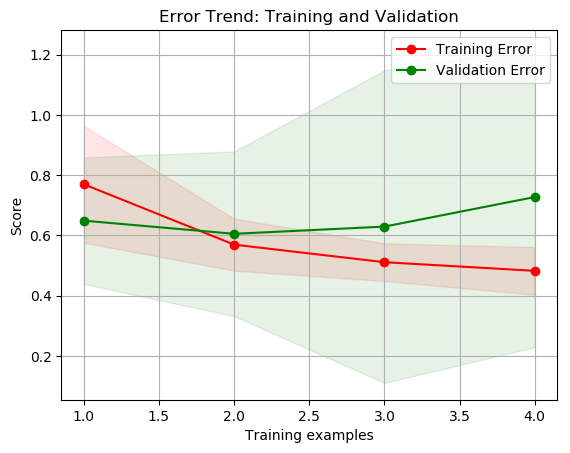 Error Trend: Training and Validation
Training Error
Validation Error
Score
1.2
1.0
0.8
0.6
0.4
0.2
1.0 1.5 2.0 2.5 3.0 3.5 4.0
Training examples